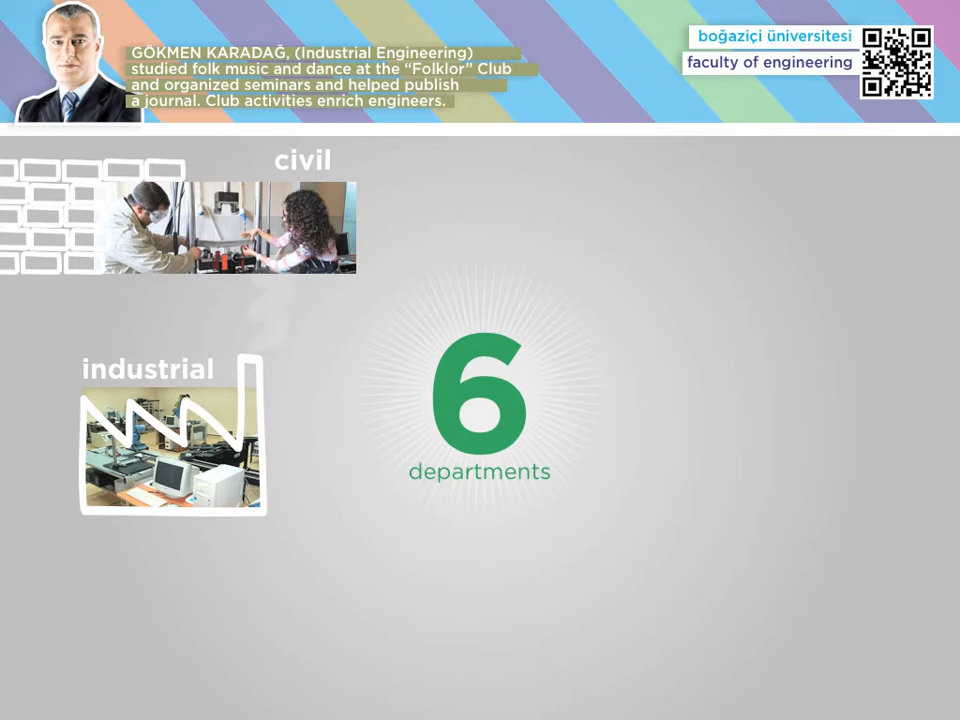 GÖKMEN KARADAĞ, (Industrial Engineering)
studied folk music and dance at the “Folklor” Club
and organized seminars and helped publish
a journal. Club activities enrich engineers.
boğaziçi üniversitesi
faculty of engineering
civil
industrial
6
departments